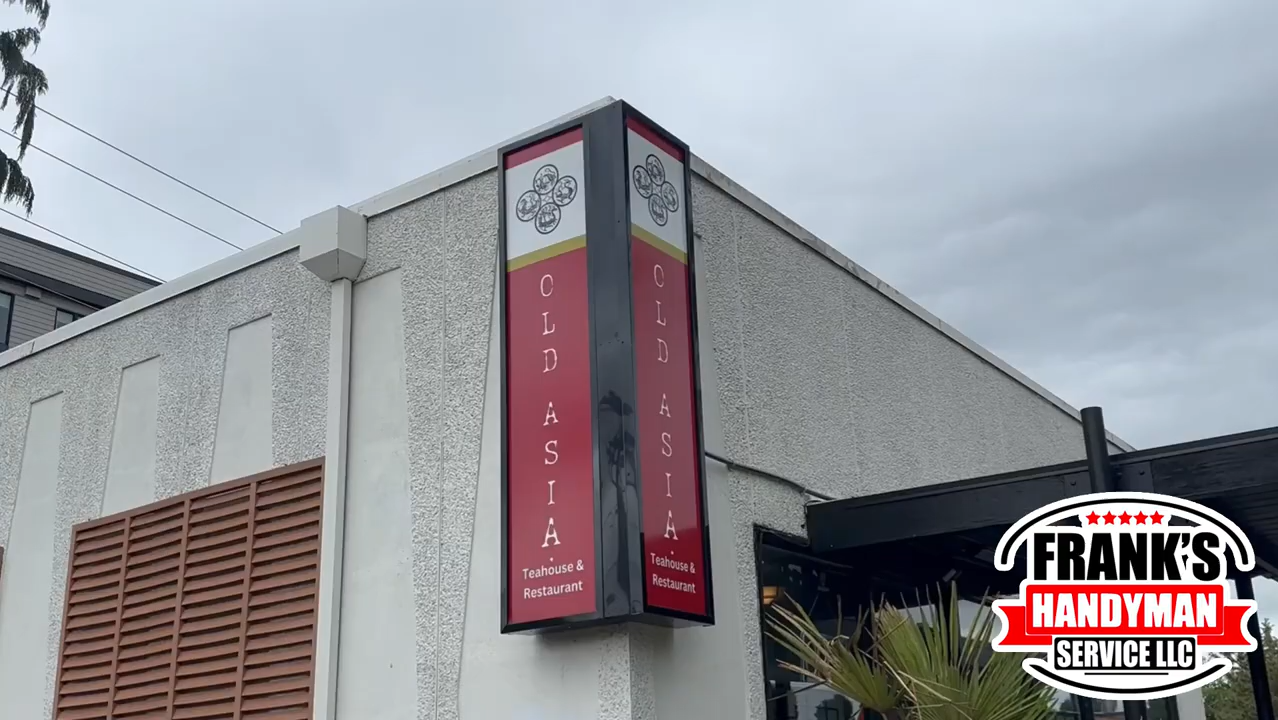 OLD ASIA
Teahouse &
Restaurant
OLD ASIA
Teahouse &
Restaurant
FRANK'S
HANDYMAN
SERVICE LLC